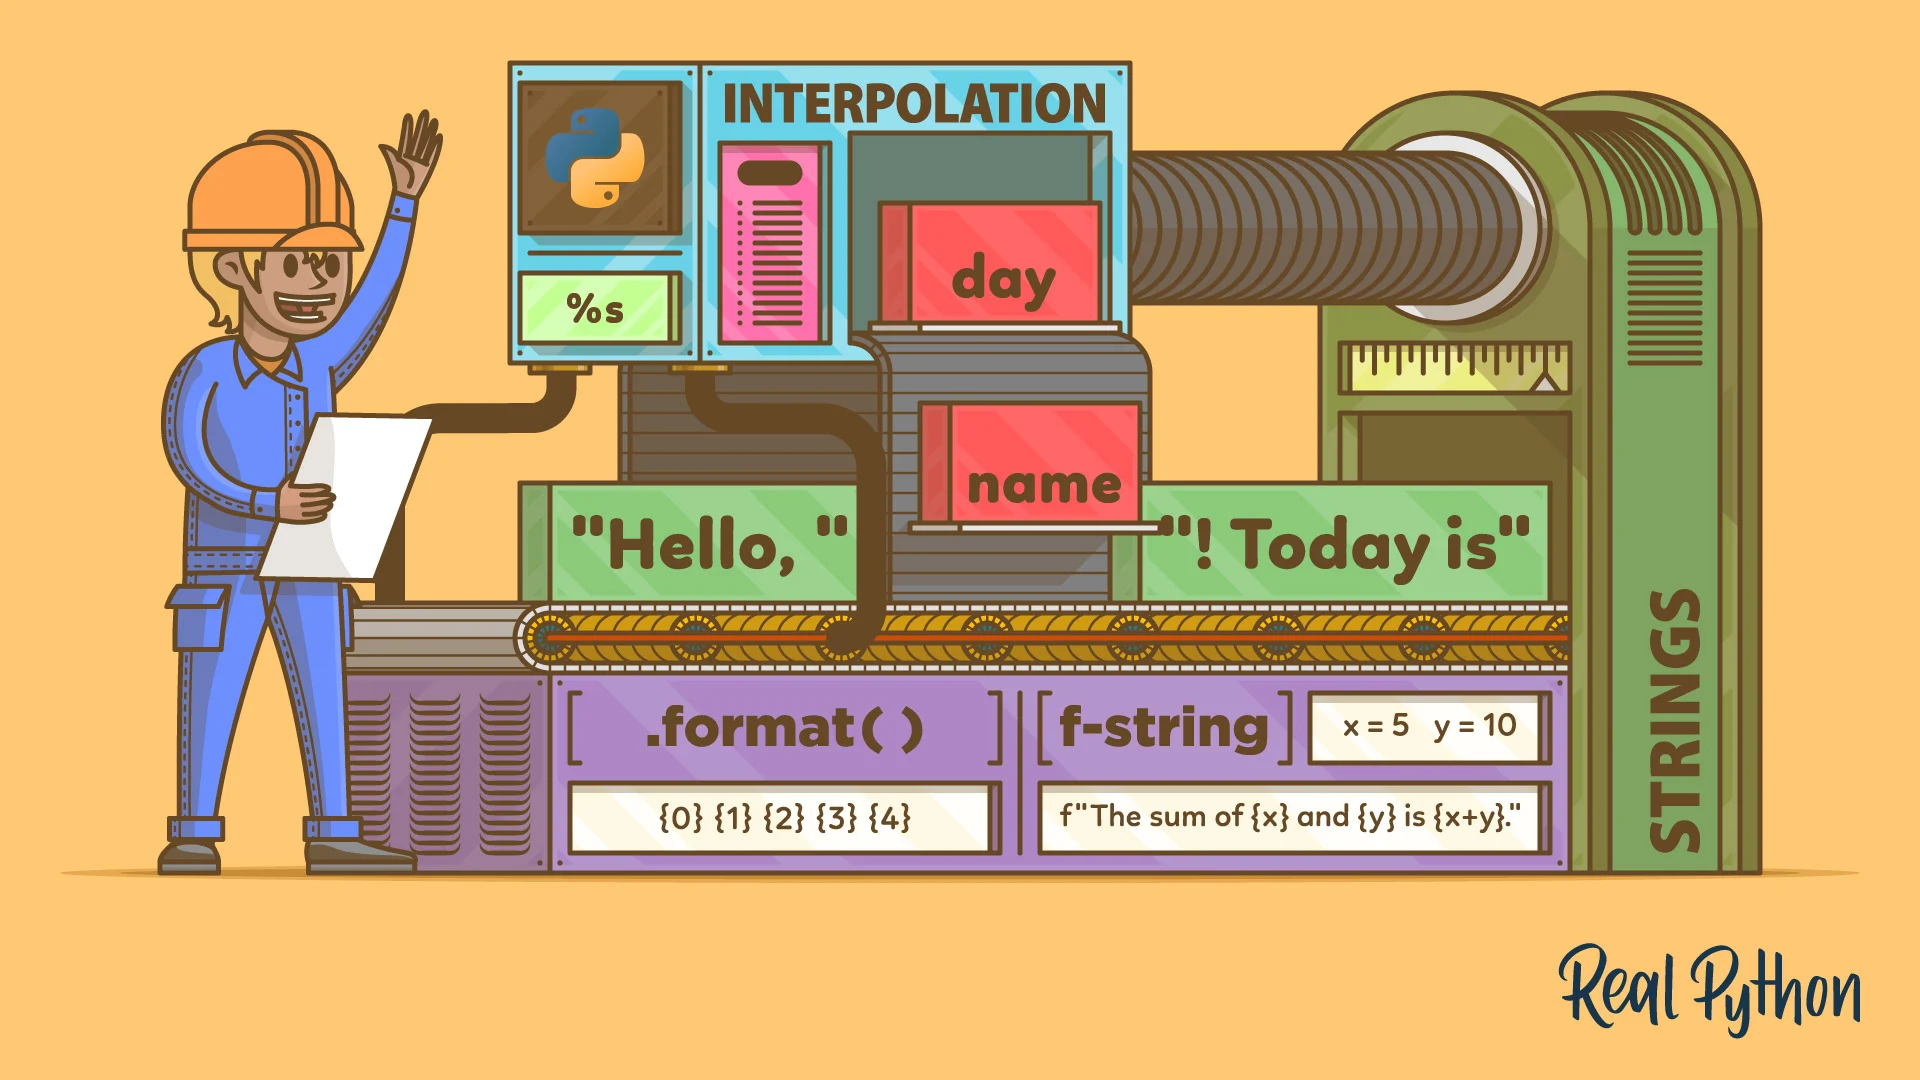 INTERPOLATION
%s
day
name
"Hello, "
"! Today is"
STRINGS
.format( )
{0} {1} {2} {3} {4}
f-string
x = 5 y = 10
f"The sum of {x} and {y} is {x+y}."
Real Python